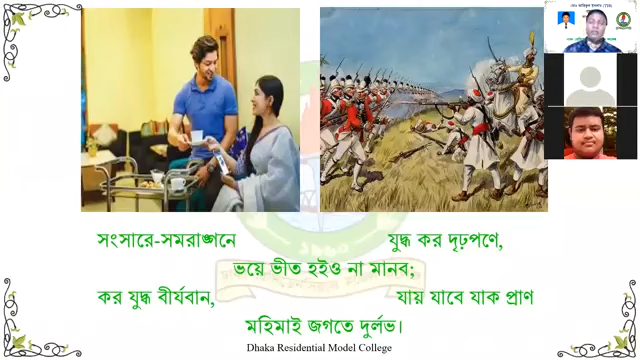 সংসারে-সমরাঙ্গনে যুদ্ধ কর দৃঢ়পণে,
ভয়ে ভীত হইও না মানব;
কর যুদ্ধ বীর্যবান, যায় যাবে যাক প্রাণ
মহিমাই জগতে দুর্লভ।
Dhaka Residential Model College